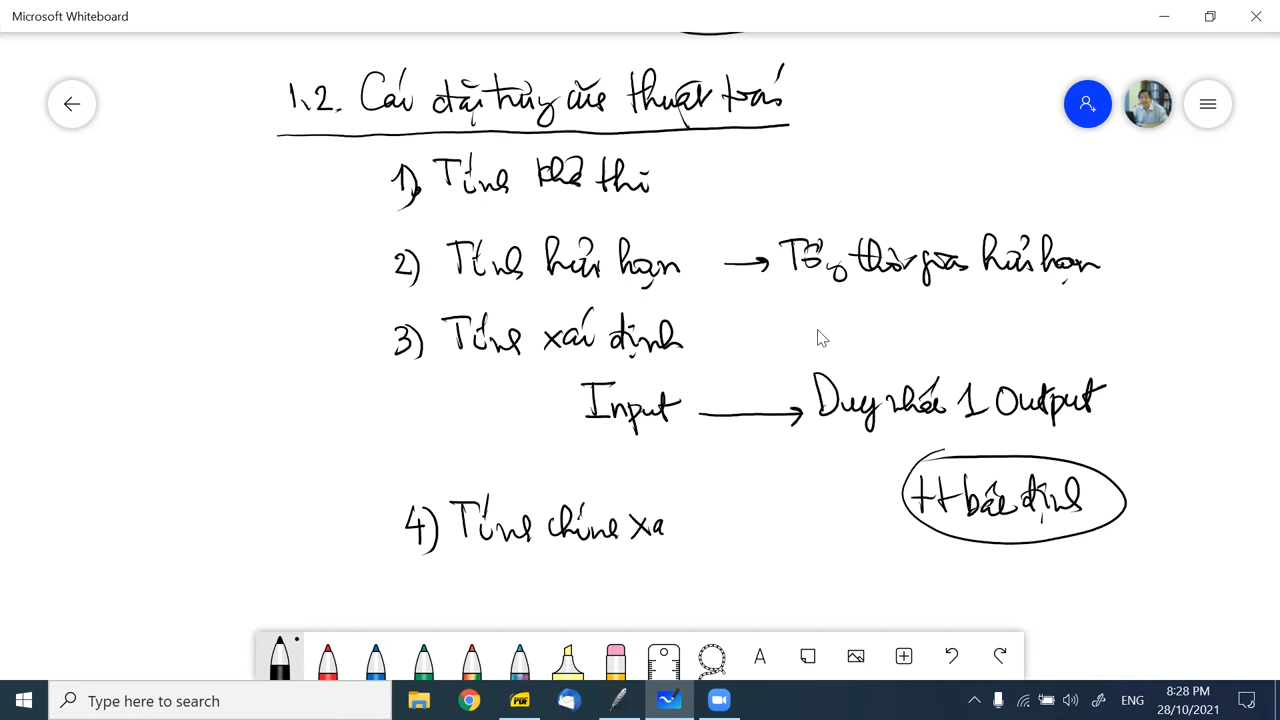 Microsoft Whiteboard
1.2. Các đặc trưng của thuật toán
1) Tính khả thi
2) Tính hữu hạn → Trong thời gian hữu hạn
3) Tính xác định
Input → Duy nhất 1 Output
TT bất định
4) Tính chính xá
Type here to search
ENG
8:28 PM
28/10/2021